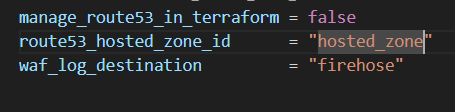 manage_route53_in_terraform = false
route53_hosted_zone_id = "hosted_zone"
waf_log_destination = "firehose"